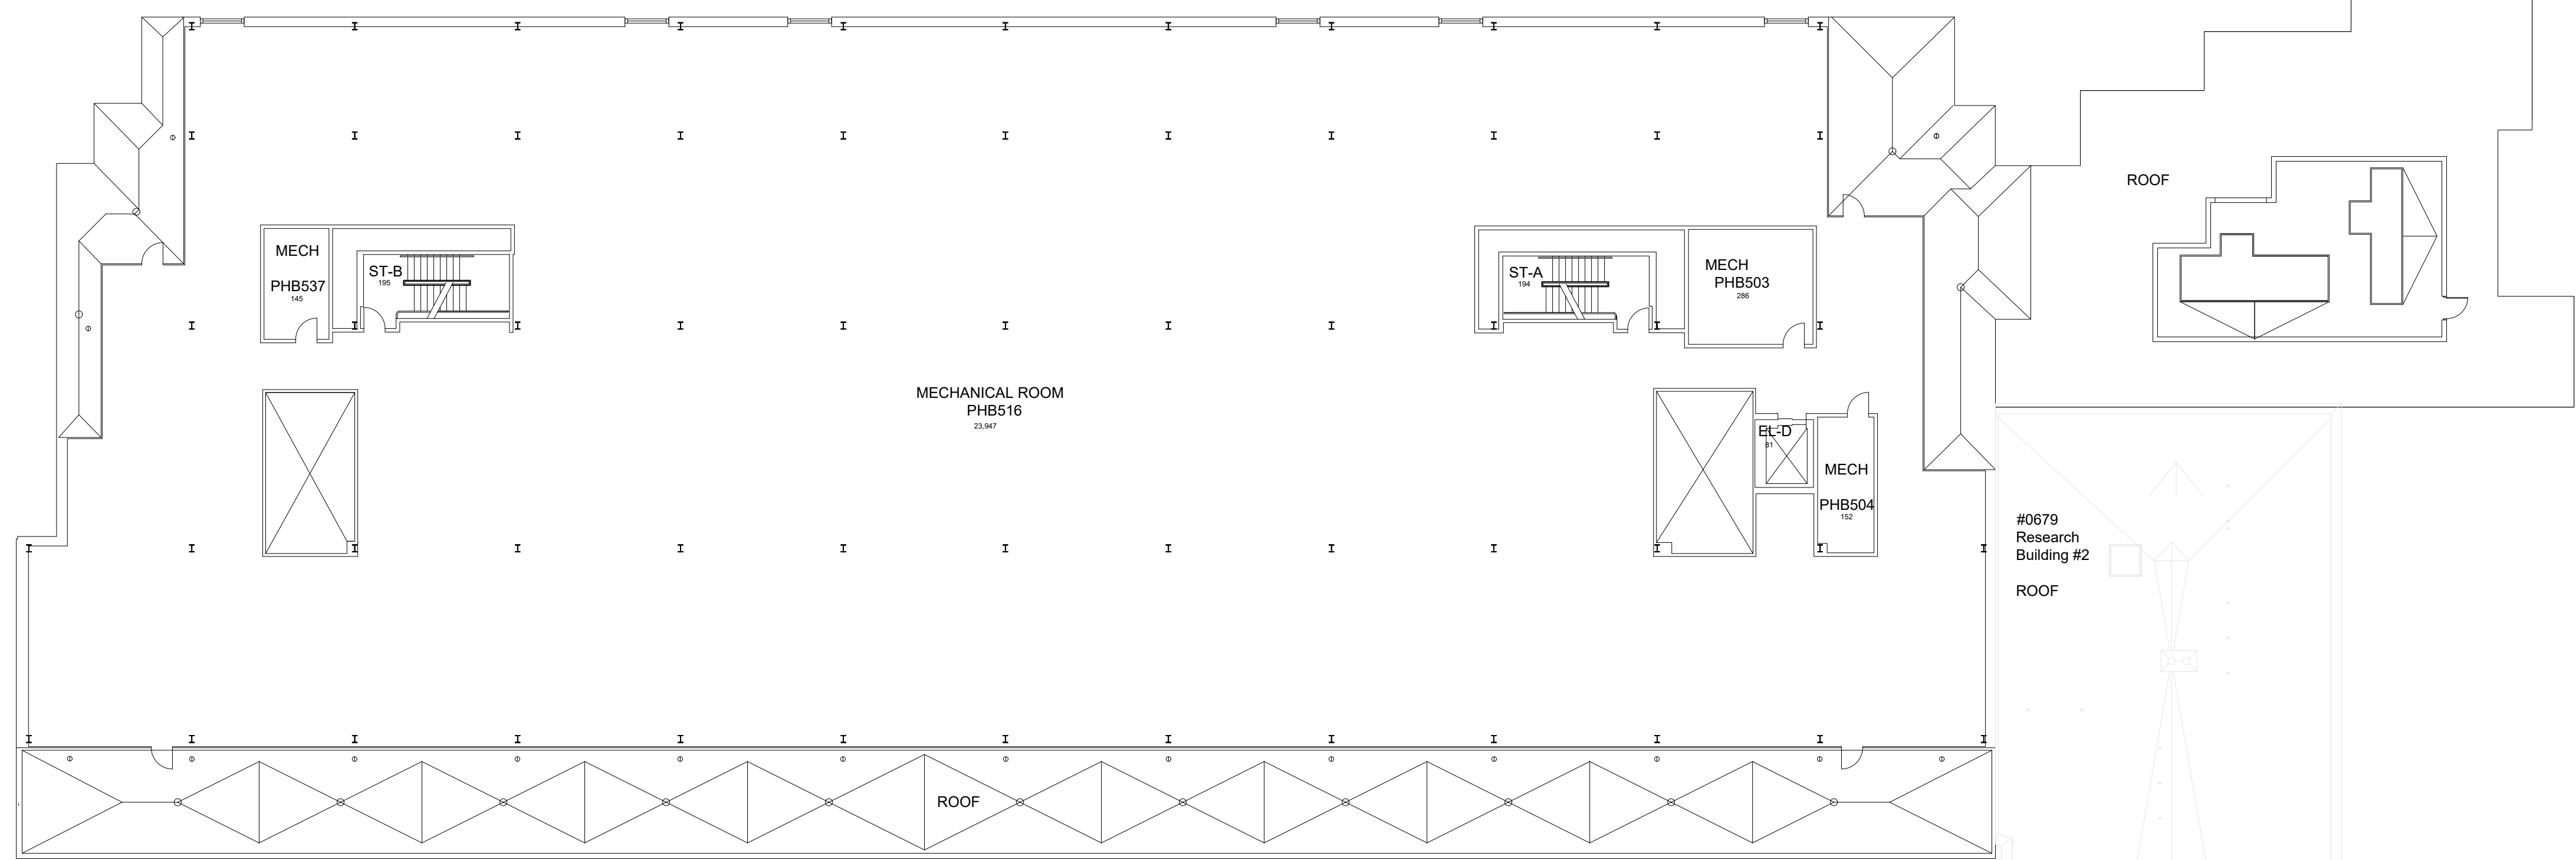 ROOF
MECH
PHB537
145
ST-B
195
ST-A
194
MECH
PHB503
286
MECHANICAL ROOM
PHB516
23,947
EL-D
81
MECH
PHB504
152
#0679
Research
Building #2
ROOF
ROOF